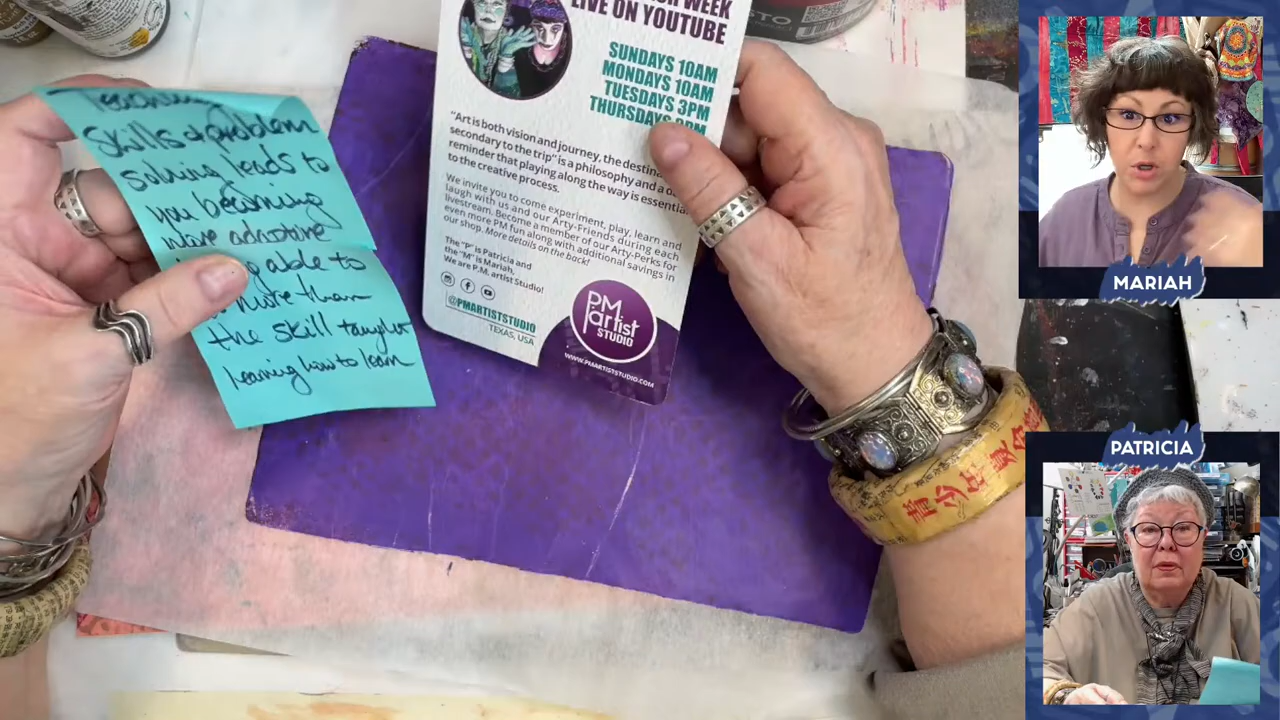 Teaching
skills & problem
solving leads to
you becoming
more adaptive
able to
more than
the skill taught
Learning how to learn
WEEK
LIVE ON YOUTUBE
SUNDAYS 10AM
MONDAYS 10AM
TUESDAYS 3PM
THURSDAYS
"Art is both vision and journey, the
secondary to the trip" is a philosophy and a
reminder that playing along the way is essential
to the creative process.
We invite you to come experiment, play, learn and
laugh with us and our Arty-Friends during each
livestream. Become a member of our Arty-Perks for
even more PM fun along with additional savings in
our shop. More details on the back!
The "P" is Patricia and
the "M" is Mariah,
We are P.M. Artist Studio!
@PMARTISTSTUDIO
TEXAS, USA
PM
artist
STUDIO
WWW.PMARTISTSTUDIO.COM
MARIAH
PATRICIA